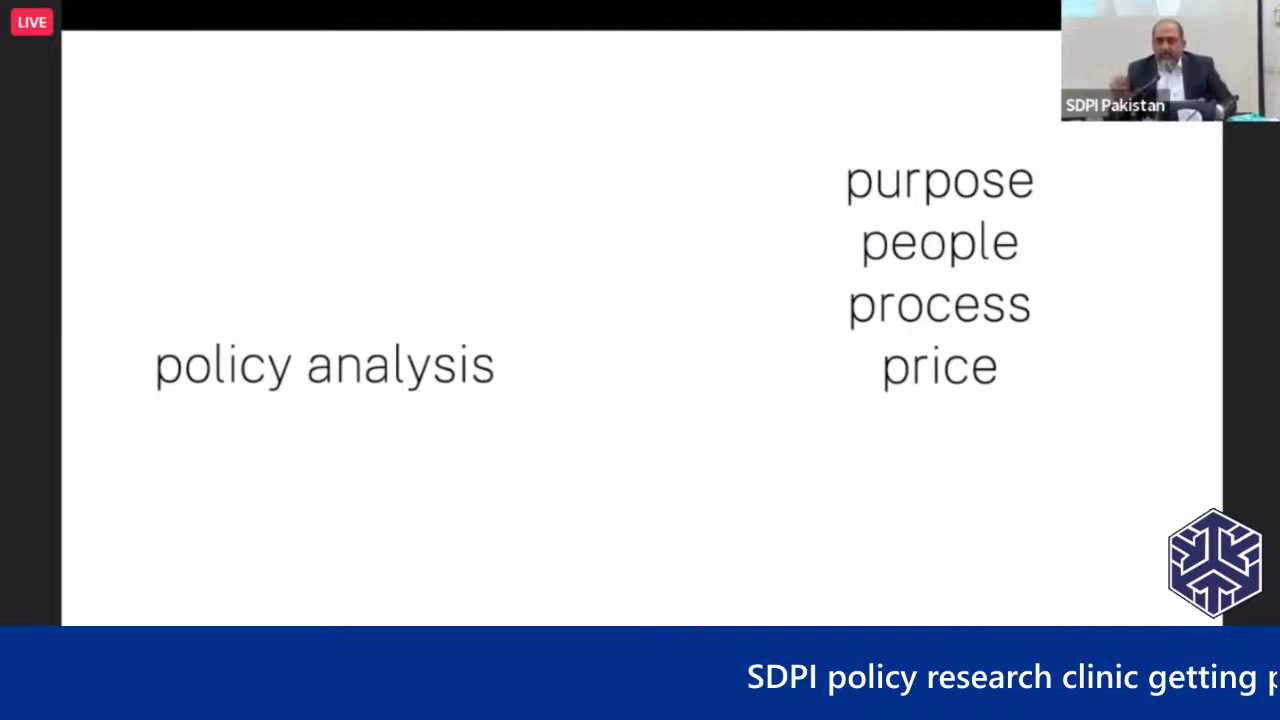 LIVE
SDPI Pakistan
purpose
people
process
price
policy analysis
SDPI policy research clinic getting